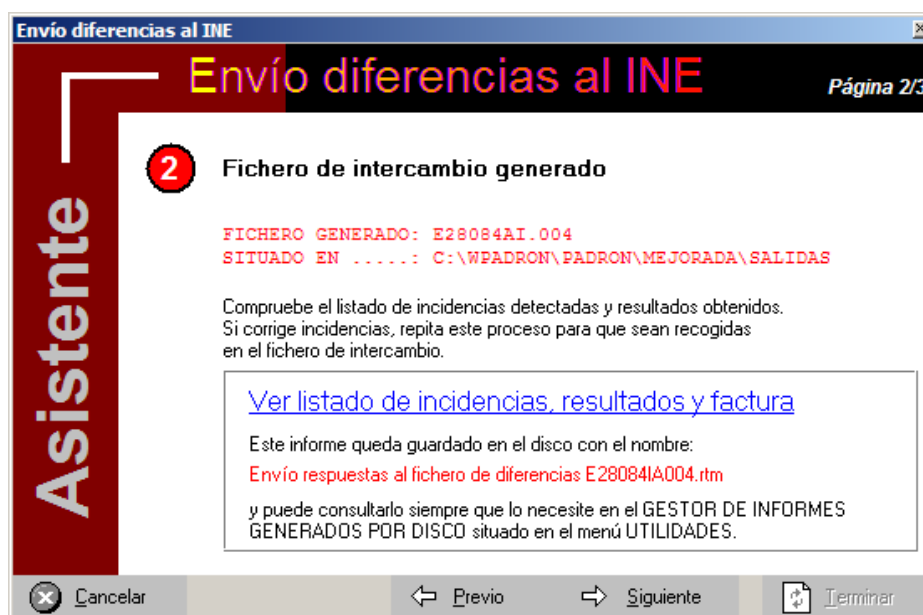 Envío diferencias al INE
Envío diferencias al INE
Página 2/3
Asistente
2
Fichero de intercambio generado
FICHERO GENERADO: E28084AI.004
SITUADO EN .....: C:\WPADRON\PADRON\MEJORADA\SALIDAS
Compruebe el listado de incidencias detectadas y resultados obtenidos.
Si corrige incidencias, repita este proceso para que sean recogidas
en el fichero de intercambio.
Ver listado de incidencias, resultados y factura
Este informe queda guardado en el disco con el nombre:
Envío respuestas al fichero de diferencias E28084IA004.rtm
y puede consultarlo siempre que lo necesite en el GESTOR DE INFORMES
GENERADOS POR DISCO situado en el menú UTILIDADES.
Cancelar
Previo
Siguiente
Terminar